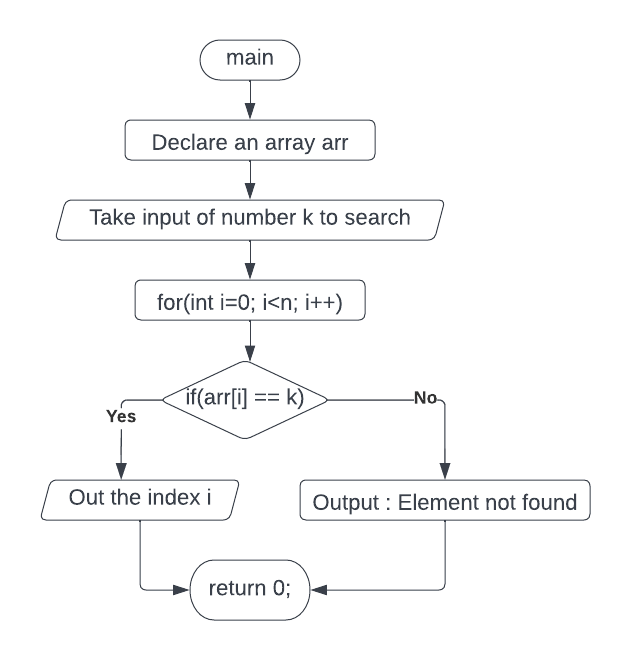 main
Declare an array arr
Take input of number k to search
for(int i=0; i<n; i++)
if(arr[i] == k)
Yes
No
Out the index i
Output : Element not found
return 0;